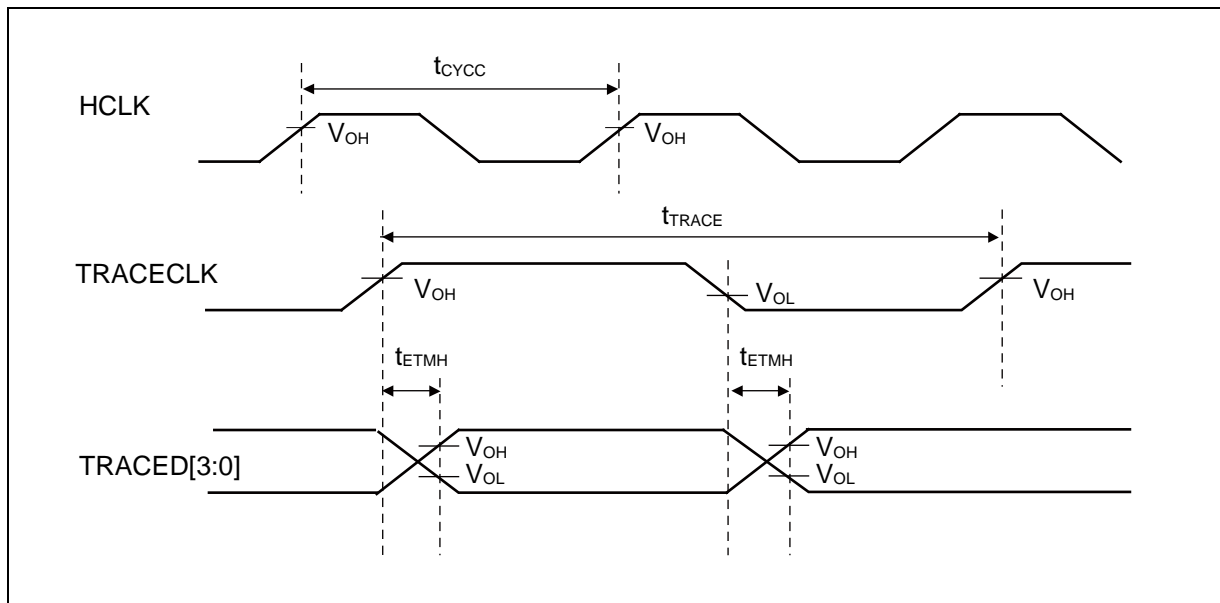 tCYCC
HCLK
VOH
VOH
tTRACE
TRACECLK
VOH
VOL
VOH
tETMH
tETMH
TRACED[3:0]
VOH
VOH
VOL
VOL